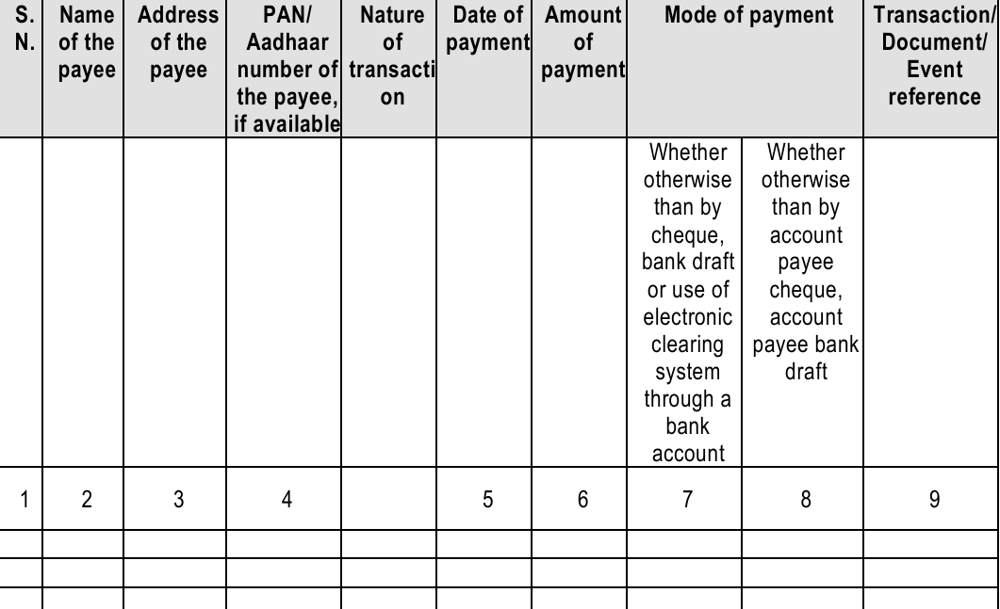 S.
N.
Name
of the
payee
Address
of the
payee
PAN/
Aadhaar
number of
the payee,
if available
Nature
of
transacti
on
Date of
payment
Amount
of
payment
Mode of payment
Transaction/
Document/
Event
reference
Whether
otherwise
than by
cheque,
bank draft
or use of
electronic
clearing
system
through a
bank
account
Whether
otherwise
than by
account
payee
cheque,
account
payee bank
draft
1 2 3 4 5 6 7 8 9